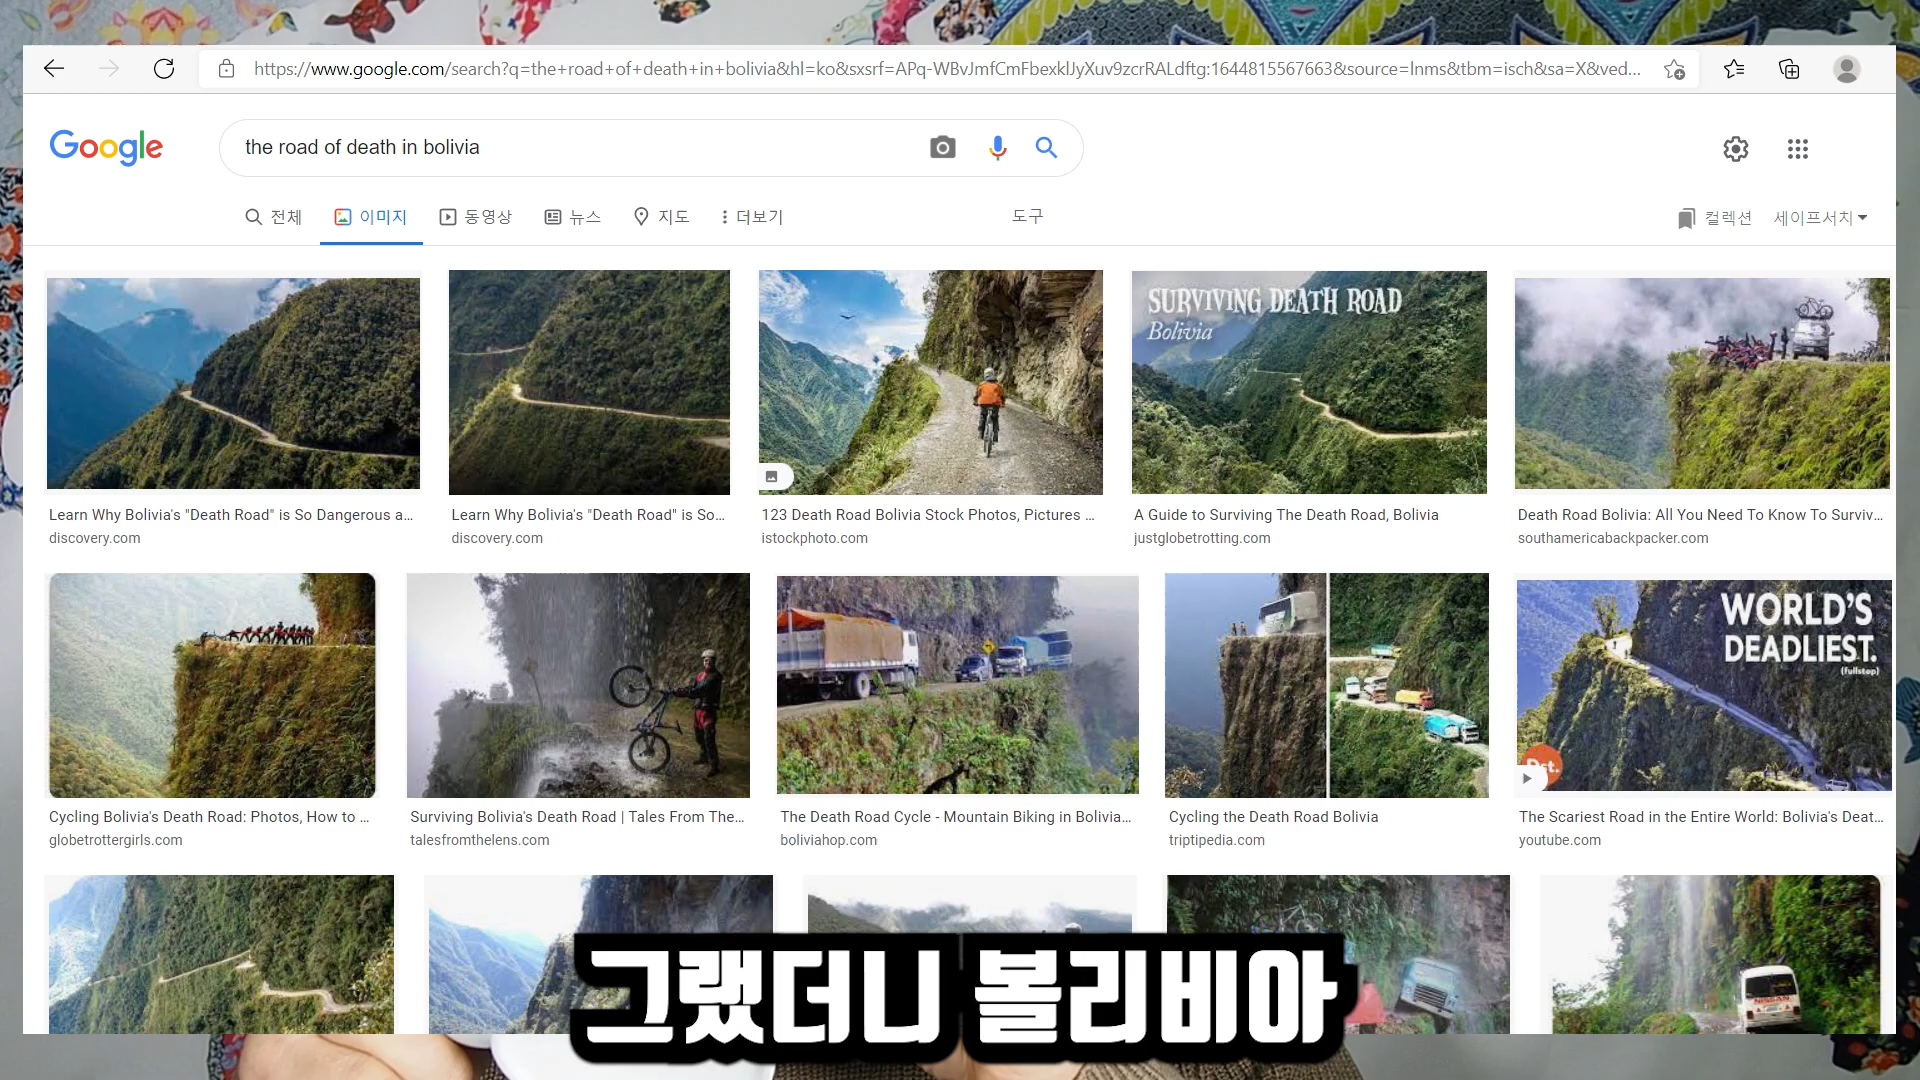 https://www.google.com/search?q=the+road+of+death+in+bolivia&hl=ko&sxsrf=APq-WBvJmfCmFbexklJyXuv9zcrRALdftg:1644815567663&source=lnms&tbm=isch&sa=X&ved...
Google
the road of death in bolivia
전체 이미지 동영상 뉴스 지도 더보기 도구 컬렉션 세이프서치
SURVIVING DEATH ROAD
Bolivia
Learn Why Bolivia's "Death Road" is So Dangerous a...
discovery.com
Learn Why Bolivia's "Death Road" is So...
discovery.com
123 Death Road Bolivia Stock Photos, Pictures ...
istockphoto.com
A Guide to Surviving The Death Road, Bolivia
justglobetrotting.com
Death Road Bolivia: All You Need To Know To Surviv...
southamericabackpacker.com
WORLD'S
DEADLIEST.
(fullstop)
Dst.
Cycling Bolivia's Death Road: Photos, How to ...
globetrottergirls.com
Surviving Bolivia's Death Road | Tales From The...
talesfromthelens.com
The Death Road Cycle - Mountain Biking in Bolivia...
boliviahop.com
Cycling the Death Road Bolivia
triptipedia.com
The Scariest Road in the Entire World: Bolivia's Deat...
youtube.com
NISSAN
그랬더니 볼리비아